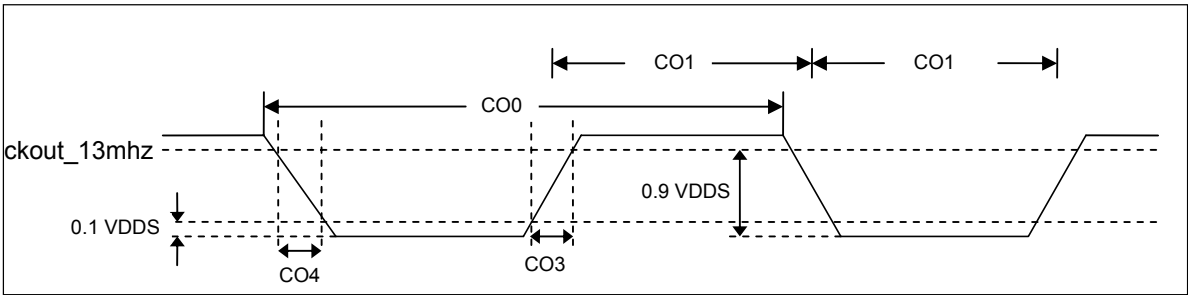 CO1
CO1
CO0
ckout_13mhz
0.9 VDDS
0.1 VDDS
CO4
CO3